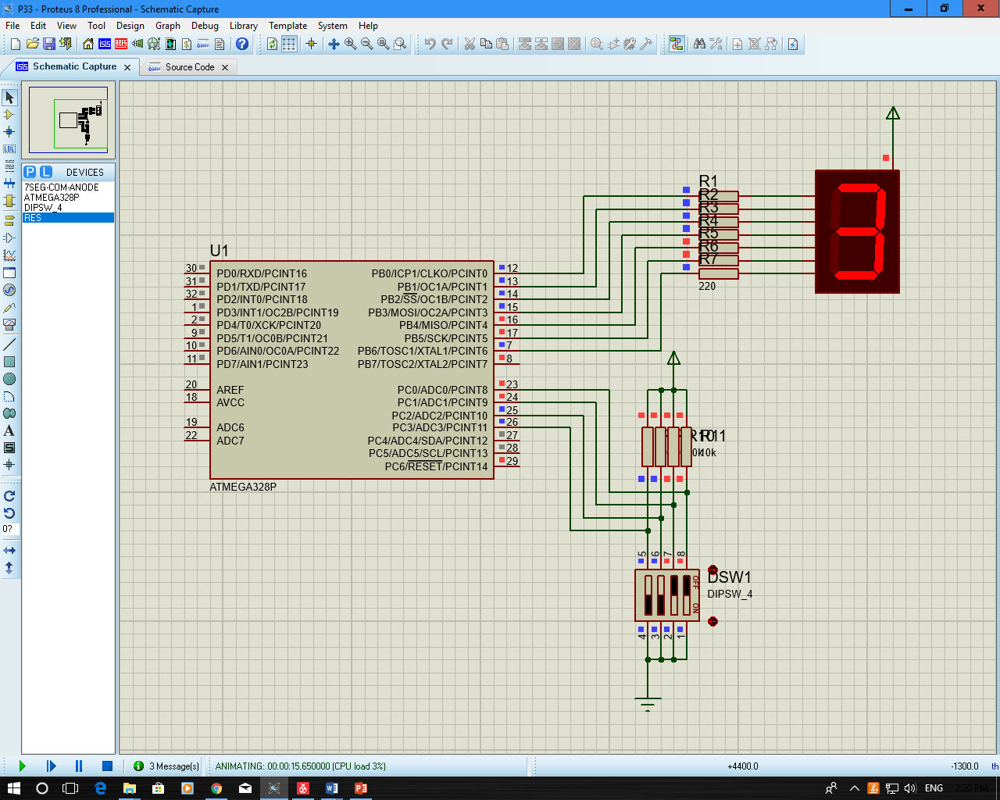 P33 - Proteus 8 Professional - Schematic Capture
File Edit View Tool Design Graph Debug Library Template System Help
Schematic Capture
Source Code
P L DEVICES
7SEG-COM-ANODE
ATMEGA328P
DIPSW_4
RES
LBL
A
S
0?
U1
30 PD0/RXD/PCINT16
31 PD1/TXD/PCINT17
32 PD2/INT0/PCINT18
1 PD3/INT1/OC2B/PCINT19
2 PD4/T0/XCK/PCINT20
9 PD5/T1/OC0B/PCINT21
10 PD6/AIN0/OC0A/PCINT22
11 PD7/AIN1/PCINT23
20 AREF
18 AVCC
19 ADC6
22 ADC7
PB0/ICP1/CLKO/PCINT0 12
PB1/OC1A/PCINT1 13
PB2/SS/OC1B/PCINT2 14
PB3/MOSI/OC2A/PCINT3 15
PB4/MISO/PCINT4 16
PB5/SCK/PCINT5 17
PB6/TOSC1/XTAL1/PCINT6 7
PB7/TOSC2/XTAL2/PCINT7 8
PC0/ADC0/PCINT8 23
PC1/ADC1/PCINT9 24
PC2/ADC2/PCINT10 25
PC3/ADC3/PCINT11 26
PC4/ADC4/SDA/PCINT12 27
PC5/ADC5/SCL/PCINT13 28
PC6/RESET/PCINT14 29
ATMEGA328P
R1
R2
R3
R4
R5
R6
R7
220
3
R11
10k
5 6 7 8
OFF
ON
DSW1
DIPSW_4
4 3 2 1
3 Message(s)
ANIMATING: 00:00:15.650000 (CPU load 3%)
+4400.0
-1300.0
th
ENG
2:20 PM